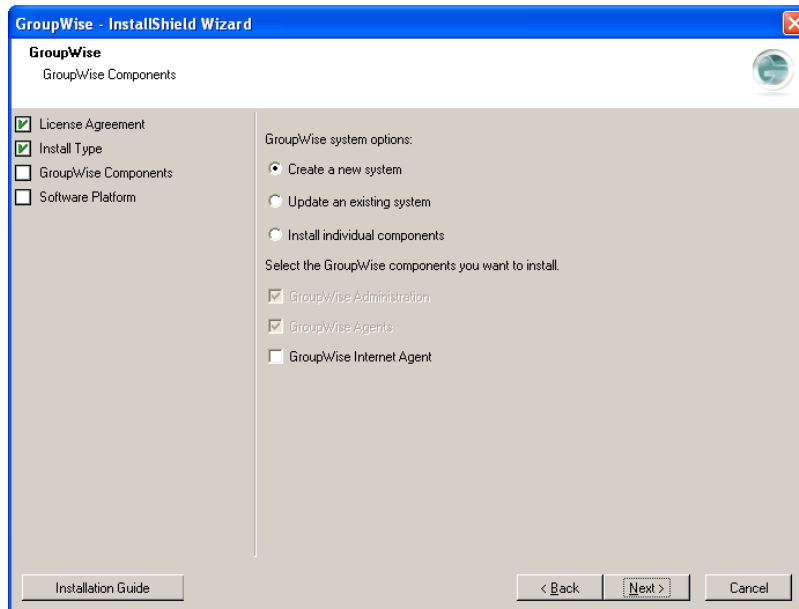 GroupWise - InstallShield Wizard
GroupWise
GroupWise Components
License Agreement
Install Type
GroupWise Components
Software Platform
GroupWise system options:
Create a new system
Update an existing system
Install individual components
Select the GroupWise components you want to install.
GroupWise Administration
GroupWise Agents
GroupWise Internet Agent
Installation Guide
< Back
Next >
Cancel